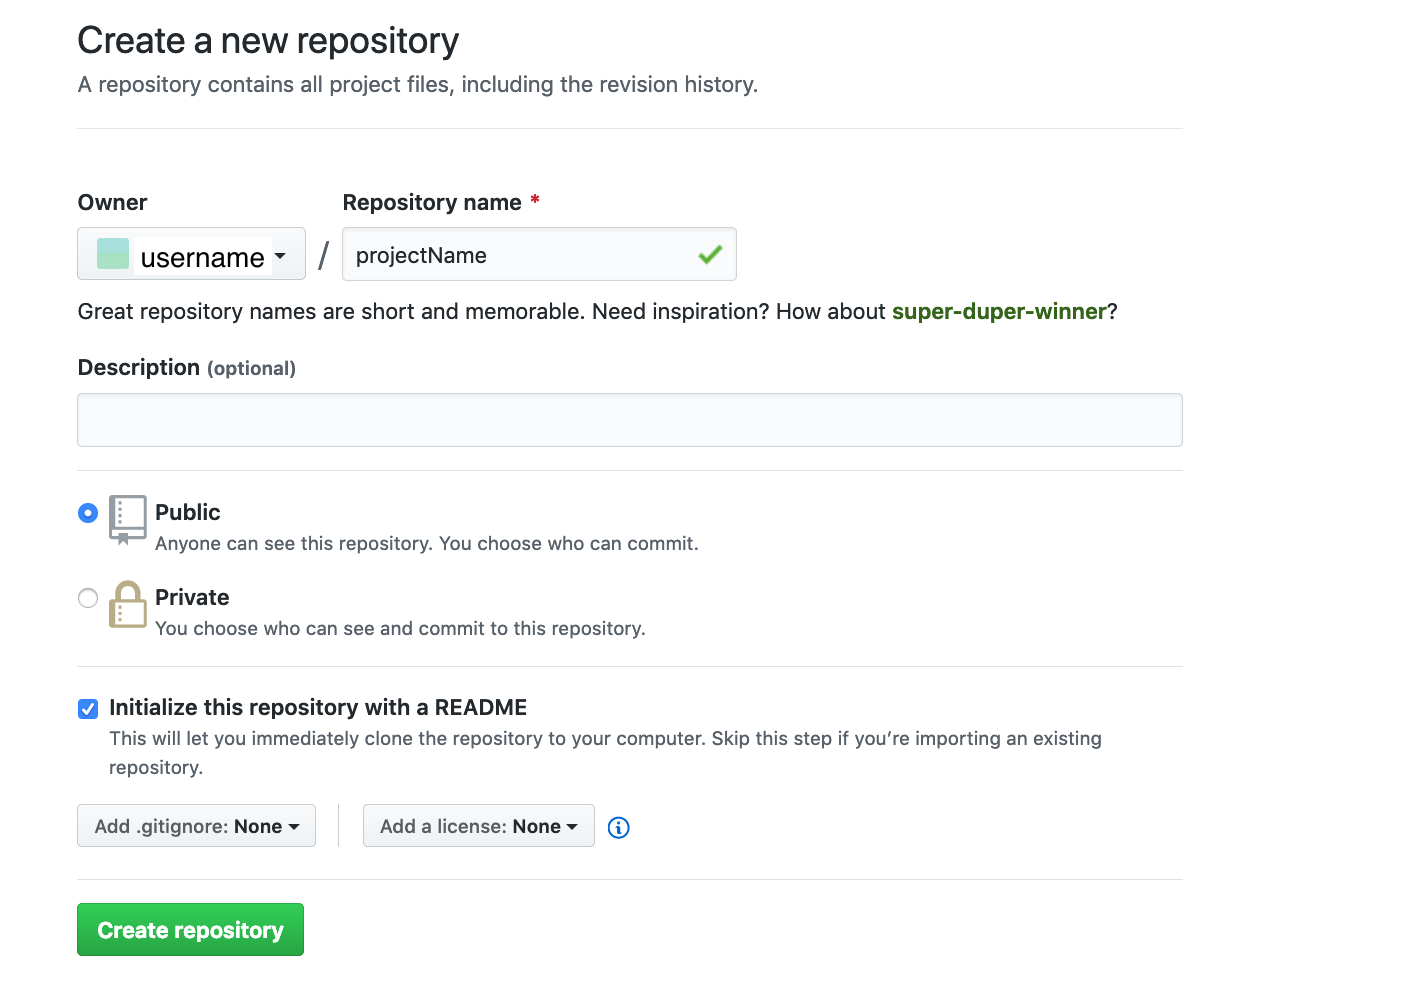 Create a new repository
A repository contains all project files, including the revision history.
Owner
Repository name *
username / projectName
Great repository names are short and memorable. Need inspiration? How about super-duper-winner?
Description (optional)
Public
Anyone can see this repository. You choose who can commit.
Private
You choose who can see and commit to this repository.
Initialize this repository with a README
This will let you immediately clone the repository to your computer. Skip this step if you’re importing an existing
repository.
Add .gitignore: None
Add a license: None
Create repository